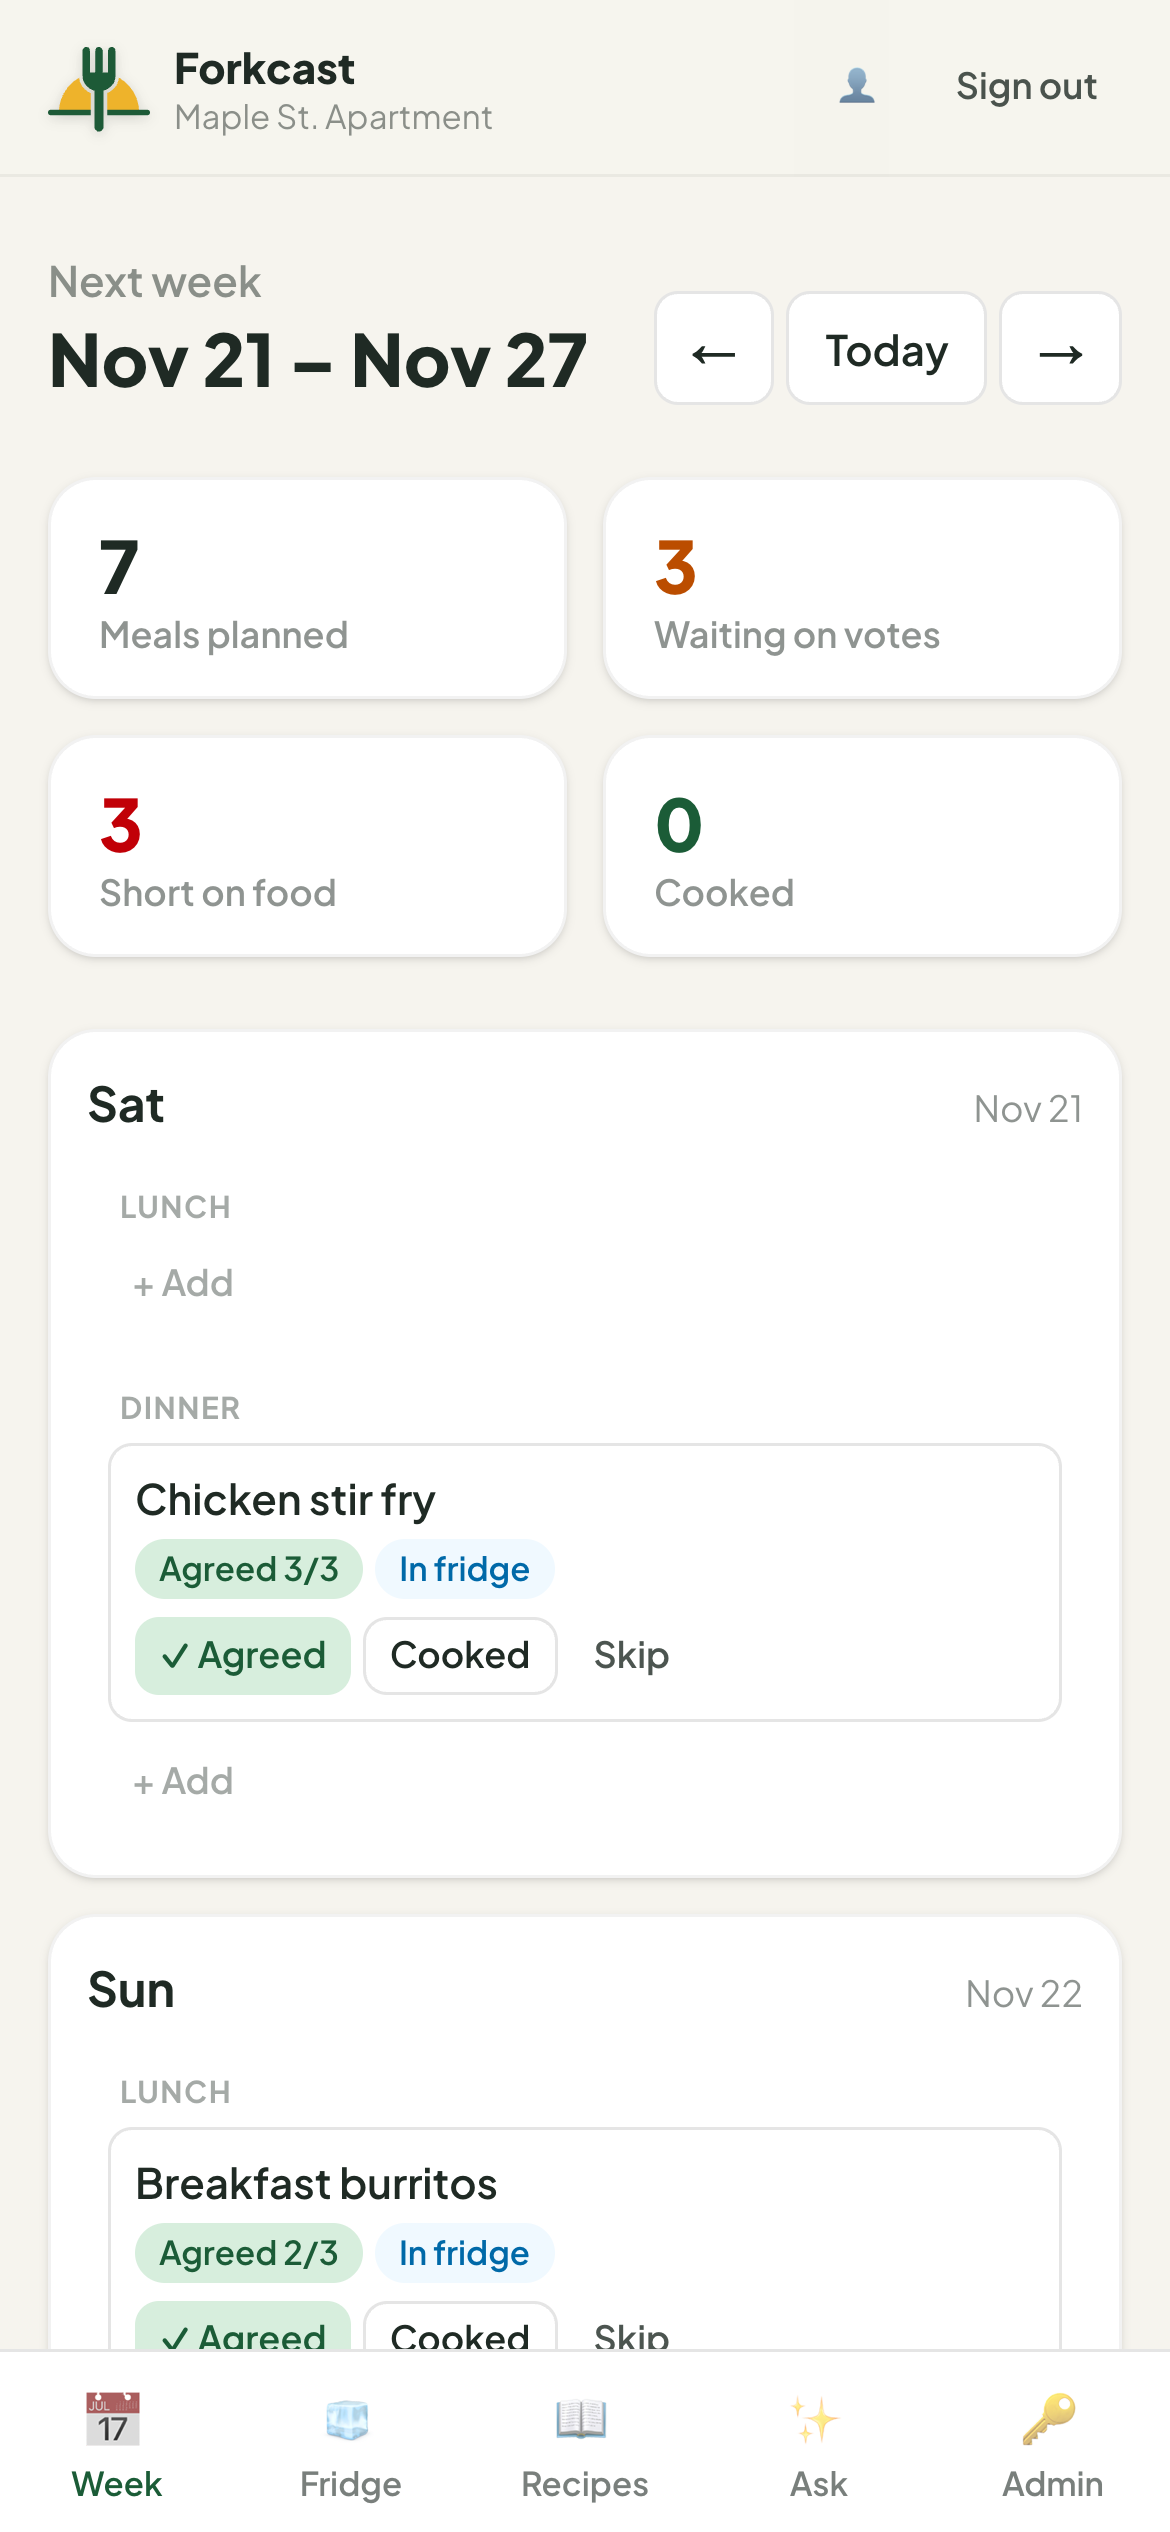 Forkcast
Maple St. Apartment
👤
Sign out
Next week
Nov 21 – Nov 27
←
Today
→
7
Meals planned
3
Waiting on votes
3
Short on food
0
Cooked
Sat
Nov 21
LUNCH
+ Add
DINNER
Chicken stir fry
Agreed 3/3
In fridge
✓ Agreed
Cooked
Skip
+ Add
Sun
Nov 22
LUNCH
Breakfast burritos
Agreed 2/3
In fridge
✓ Agreed
Cooked
Skip
JUL
17
Week
Fridge
Recipes
Ask
Admin